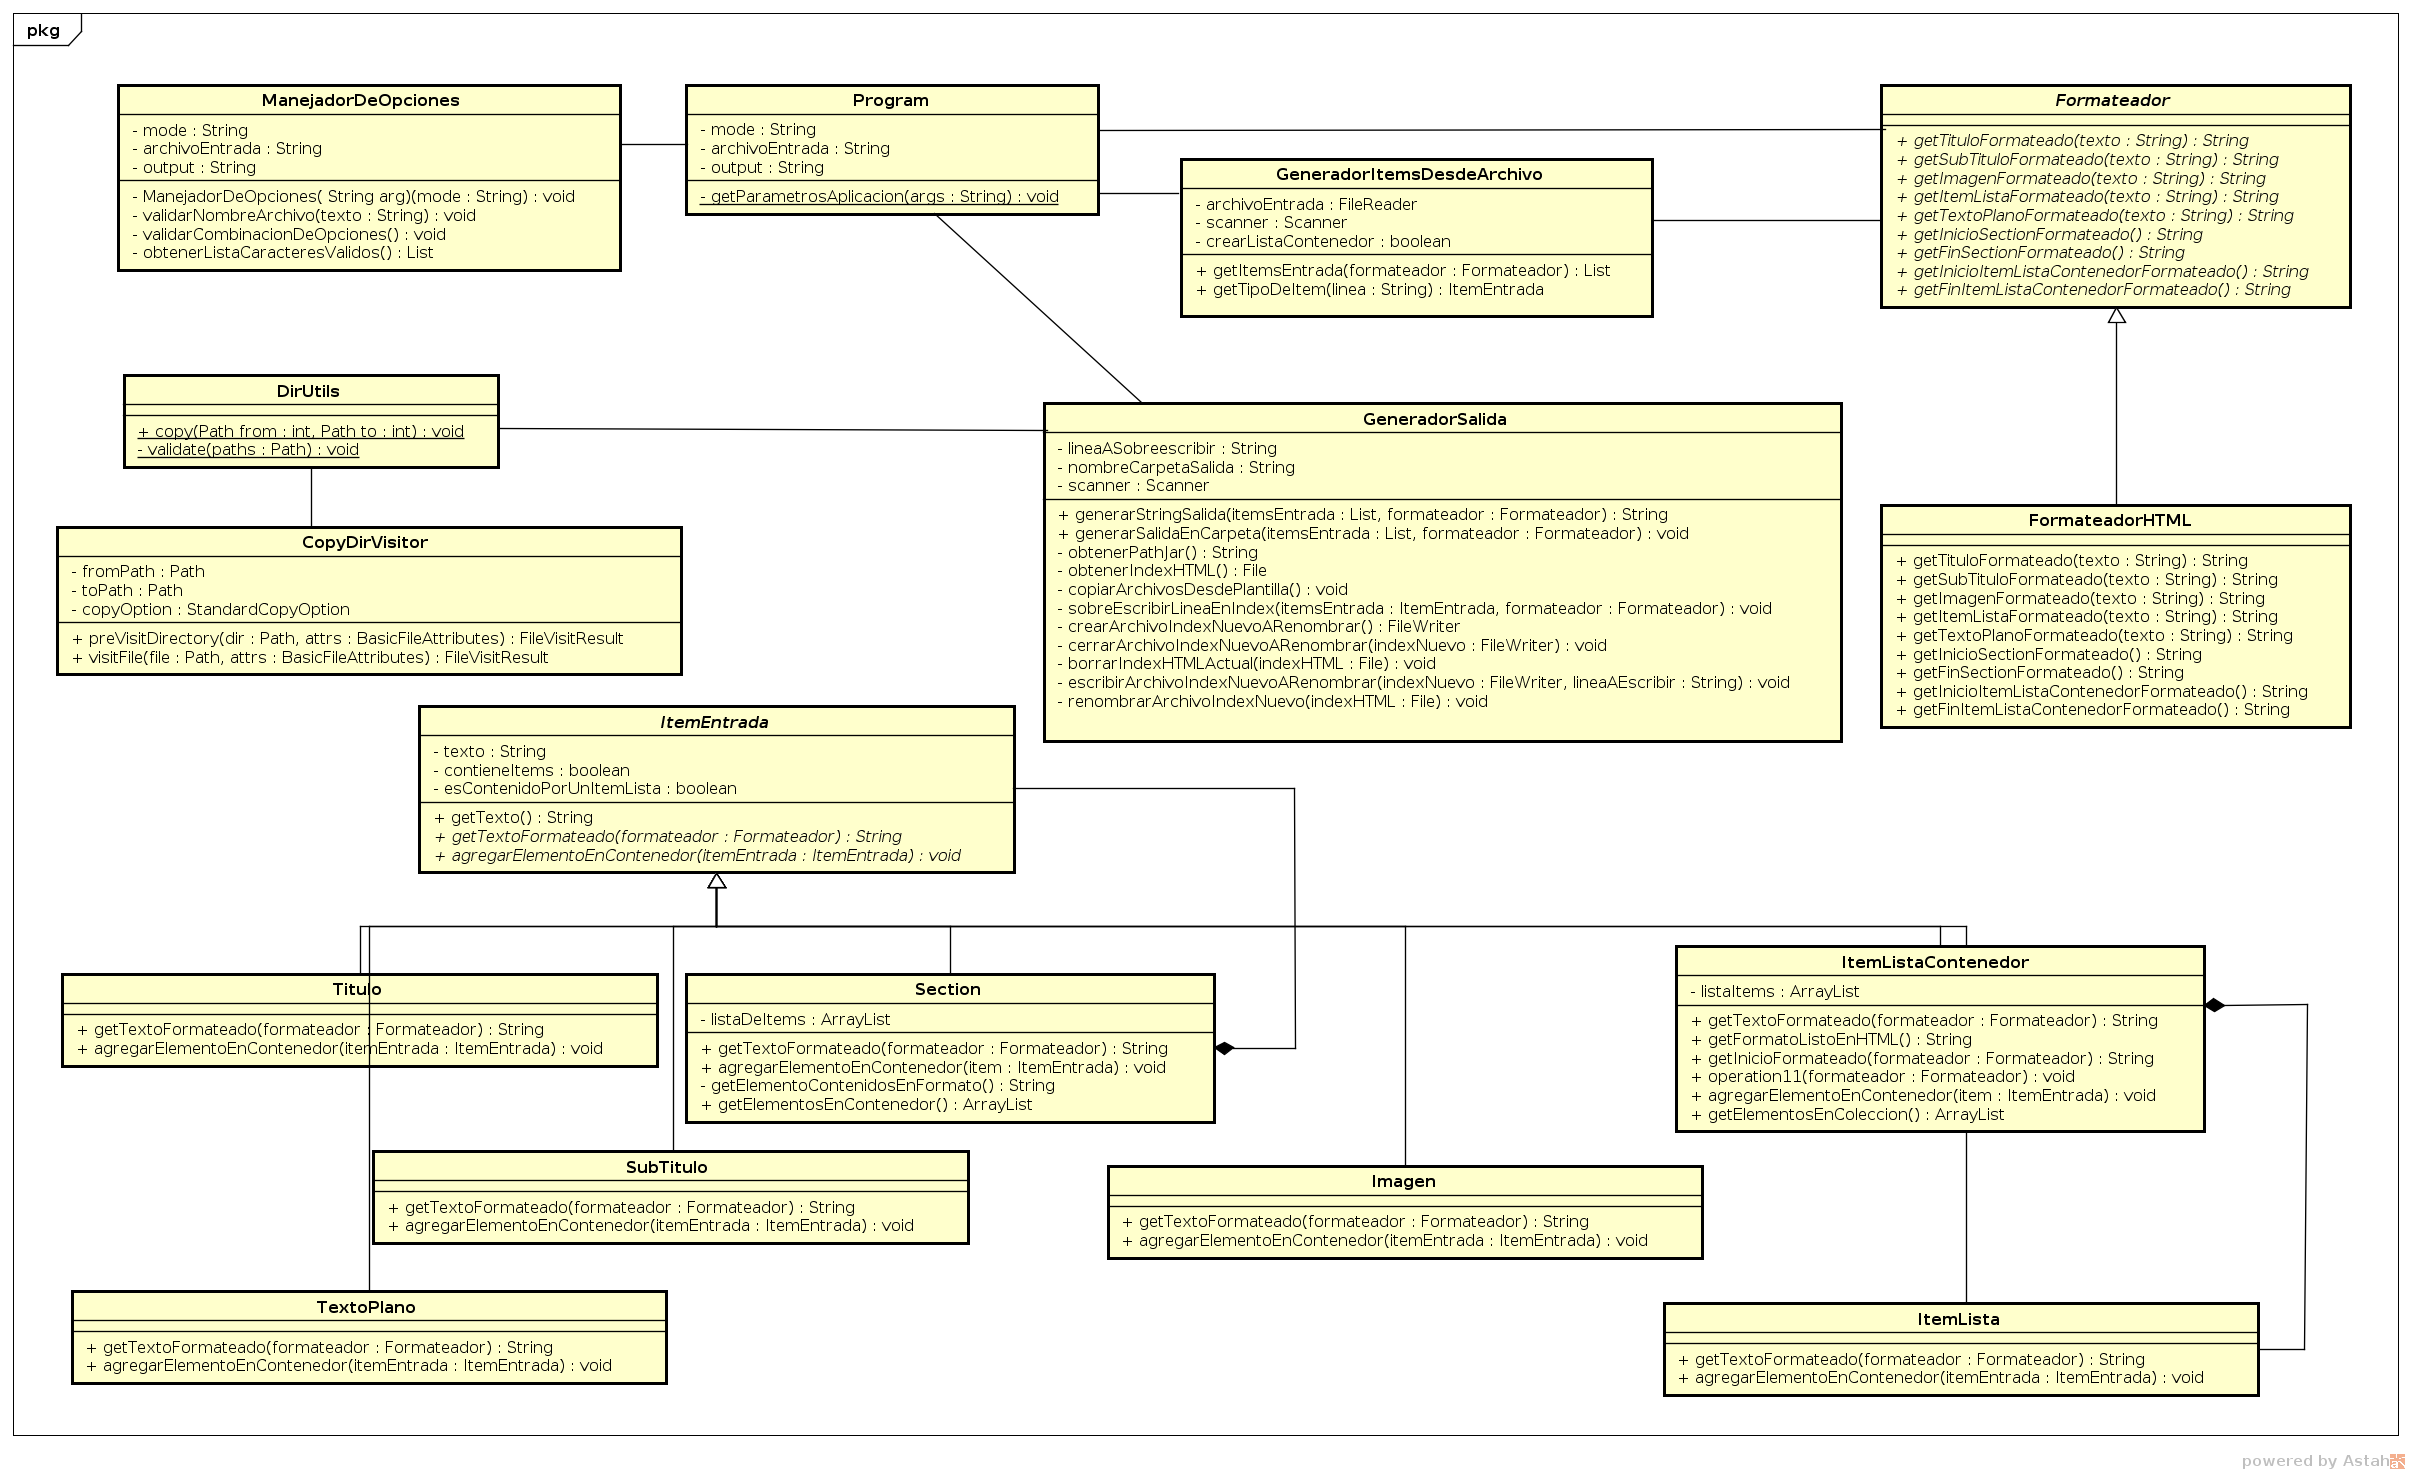 pkg
ManejadorDeOpciones
- mode : String
- archivoEntrada : String
- output : String
- ManejadorDeOpciones( String arg)(mode : String) : void
- validarNombreArchivo(texto : String) : void
- validarCombinacionDeOpciones() : void
- obtenerListaCaracteresValidos() : List
Program
- mode : String
- archivoEntrada : String
- output : String
- getParametrosAplicacion(args : String) : void
GeneradorItemsDesdeArchivo
- archivoEntrada : FileReader
- scanner : Scanner
- crearListaContenedor : boolean
+ getItemsEntrada(formateador : Formateador) : List
+ getTipoDeItem(linea : String) : ItemEntrada
Formateador
+ getTituloFormateado(texto : String) : String
+ getSubTituloFormateado(texto : String) : String
+ getImagenFormateado(texto : String) : String
+ getItemListaFormateado(texto : String) : String
+ getTextoPlanoFormateado(texto : String) : String
+ getInicioSectionFormateado() : String
+ getFinSectionFormateado() : String
+ getInicioItemListaContenedorFormateado() : String
+ getFinItemListaContenedorFormateado() : String
DirUtils
+ copy(Path from : int, Path to : int) : void
- validate(paths : Path) : void
GeneradorSalida
- lineaASobreescribir : String
- nombreCarpetaSalida : String
- scanner : Scanner
+ generarStringSalida(itemsEntrada : List, formateador : Formateador) : String
+ generarSalidaEnCarpeta(itemsEntrada : List, formateador : Formateador) : void
- obtenerPathJar() : String
- obtenerIndexHTML() : File
- copiarArchivosDesdePlantilla() : void
- sobreEscribirLineaEnIndex(itemsEntrada : ItemEntrada, formateador : Formateador) : void
- crearArchivoIndexNuevoARenombrar() : FileWriter
- cerrarArchivoIndexNuevoARenombrar(indexNuevo : FileWriter) : void
- borrarIndexHTMLActual(indexHTML : File) : void
- escribirArchivoIndexNuevoARenombrar(indexNuevo : FileWriter, lineaAEscribir : String) : void
- renombrarArchivoIndexNuevo(indexHTML : File) : void
CopyDirVisitor
- fromPath : Path
- toPath : Path
- copyOption : StandardCopyOption
+ preVisitDirectory(dir : Path, attrs : BasicFileAttributes) : FileVisitResult
+ visitFile(file : Path, attrs : BasicFileAttributes) : FileVisitResult
FormateadorHTML
+ getTituloFormateado(texto : String) : String
+ getSubTituloFormateado(texto : String) : String
+ getImagenFormateado(texto : String) : String
+ getItemListaFormateado(texto : String) : String
+ getTextoPlanoFormateado(texto : String) : String
+ getInicioSectionFormateado() : String
+ getFinSectionFormateado() : String
+ getInicioItemListaContenedorFormateado() : String
+ getFinItemListaContenedorFormateado() : String
ItemEntrada
- texto : String
- contieneItems : boolean
- esContenidoPorUnItemLista : boolean
+ getTexto() : String
+ getTextoFormateado(formateador : Formateador) : String
+ agregarElementoEnContenedor(itemEntrada : ItemEntrada) : void
Titulo
+ getTextoFormateado(formateador : Formateador) : String
+ agregarElementoEnContenedor(itemEntrada : ItemEntrada) : void
Section
- listaDeItems : ArrayList
+ getTextoFormateado(formateador : Formateador) : String
+ agregarElementoEnContenedor(item : ItemEntrada) : void
- getElementoContenidosEnFormato() : String
+ getElementosEnContenedor() : ArrayList
ItemListaContenedor
- listaItems : ArrayList
+ getTextoFormateado(formateador : Formateador) : String
+ getFormatoListoEnHTML() : String
+ getInicioFormateado(formateador : Formateador) : String
+ operation11(formateador : Formateador) : void
+ agregarElementoEnContenedor(item : ItemEntrada) : void
+ getElementosEnColeccion() : ArrayList
SubTitulo
+ getTextoFormateado(formateador : Formateador) : String
+ agregarElementoEnContenedor(itemEntrada : ItemEntrada) : void
Imagen
+ getTextoFormateado(formateador : Formateador) : String
+ agregarElementoEnContenedor(itemEntrada : ItemEntrada) : void
TextoPlano
+ getTextoFormateado(formateador : Formateador) : String
+ agregarElementoEnContenedor(itemEntrada : ItemEntrada) : void
ItemLista
+ getTextoFormateado(formateador : Formateador) : String
+ agregarElementoEnContenedor(itemEntrada : ItemEntrada) : void
powered by Astah